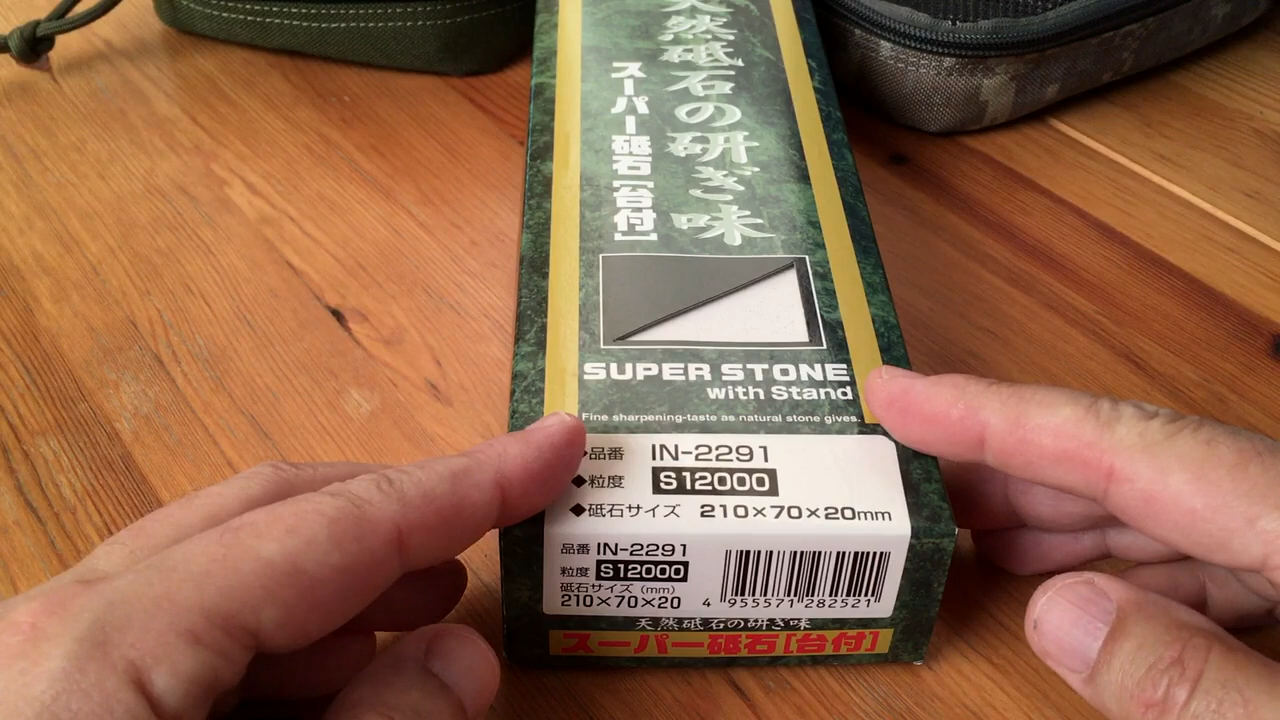 天然砥石の研ぎ味
スーパー砥石[台付]
SUPER STONE
with Stand
Fine sharpening-taste as natural stone gives.
◆品番 IN-2291
◆粒度 S12000
◆砥石サイズ 210×70×20mm
品番 IN-2291
粒度 S12000
砥石サイズ (mm)
210×70×20
4 955571 282521
天然砥石の研ぎ味
スーパー砥石[台付]